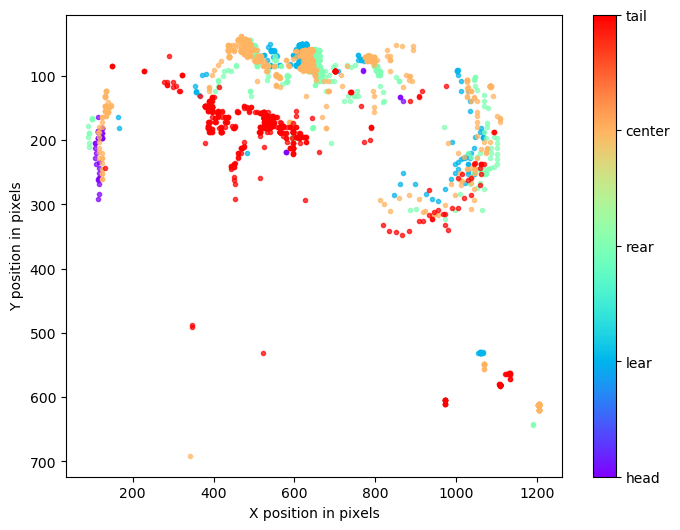 100
200
300
400
500
600
700
Y position in pixels
200
400
600
800
1000
1200
X position in pixels
tail
center
rear
lear
head